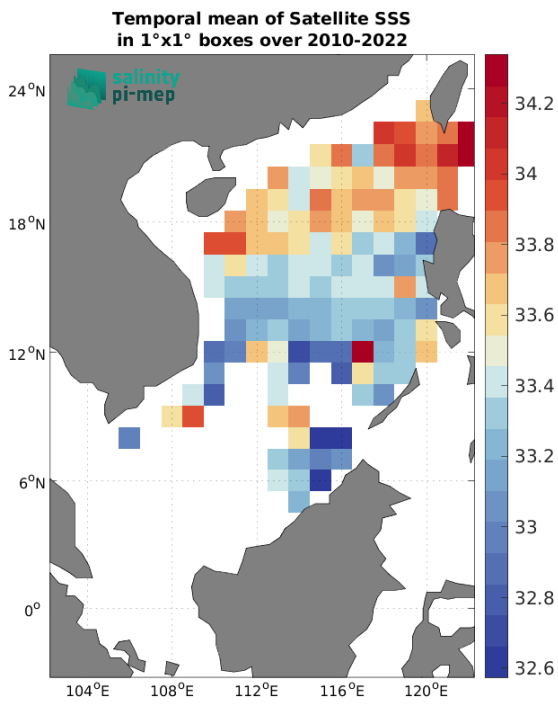 Temporal mean of Satellite SSS
in 1°x1° boxes over 2010-2022
salinity
pi-mep
24°N
18°N
12°N
6°N
0°
104°E
108°E
112°E
116°E
120°E
34.2
34
33.8
33.6
33.4
33.2
33
32.8
32.6